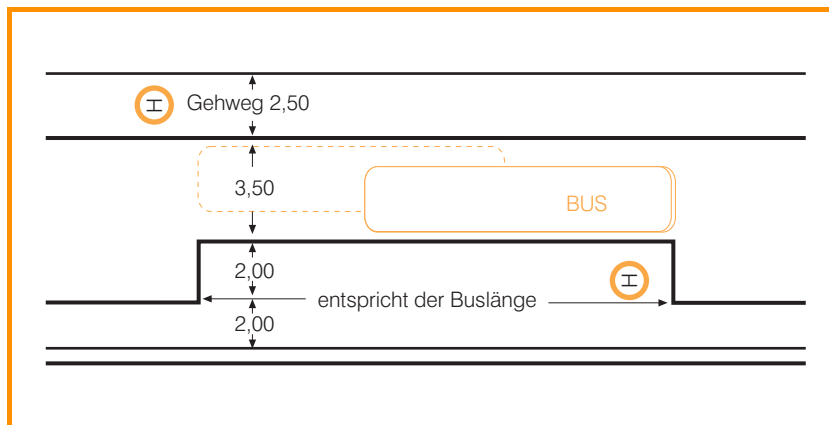 H Gehweg 2,50
3,50
BUS
2,00
H
entspricht der Buslänge
2,00